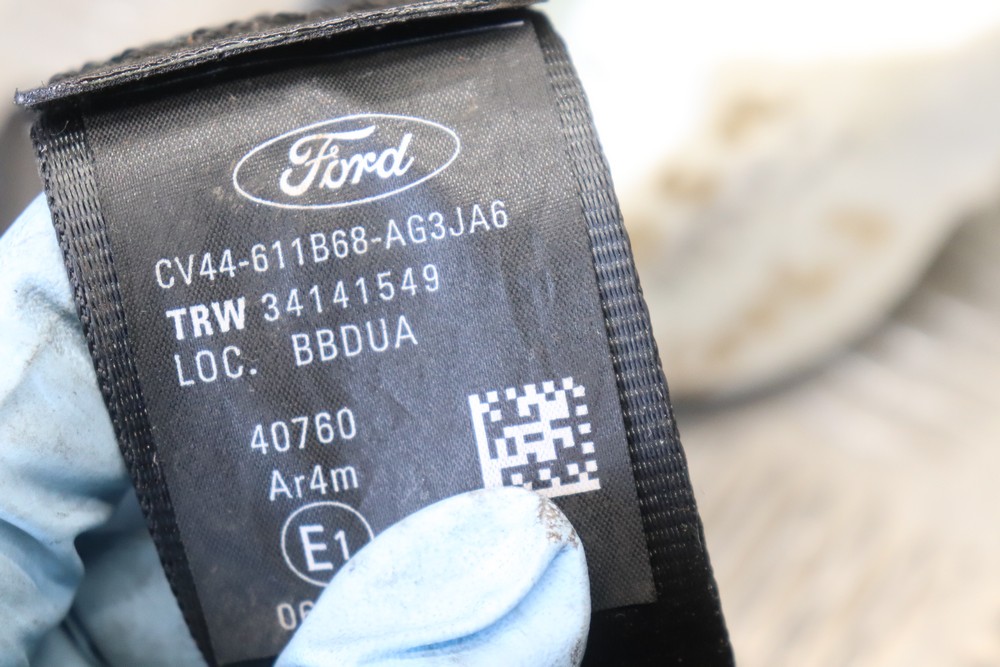 Ford
CV44-611B68-AG3JA6
TRW 34141549
LOC. BBDUA
40760
Ar4m
E1